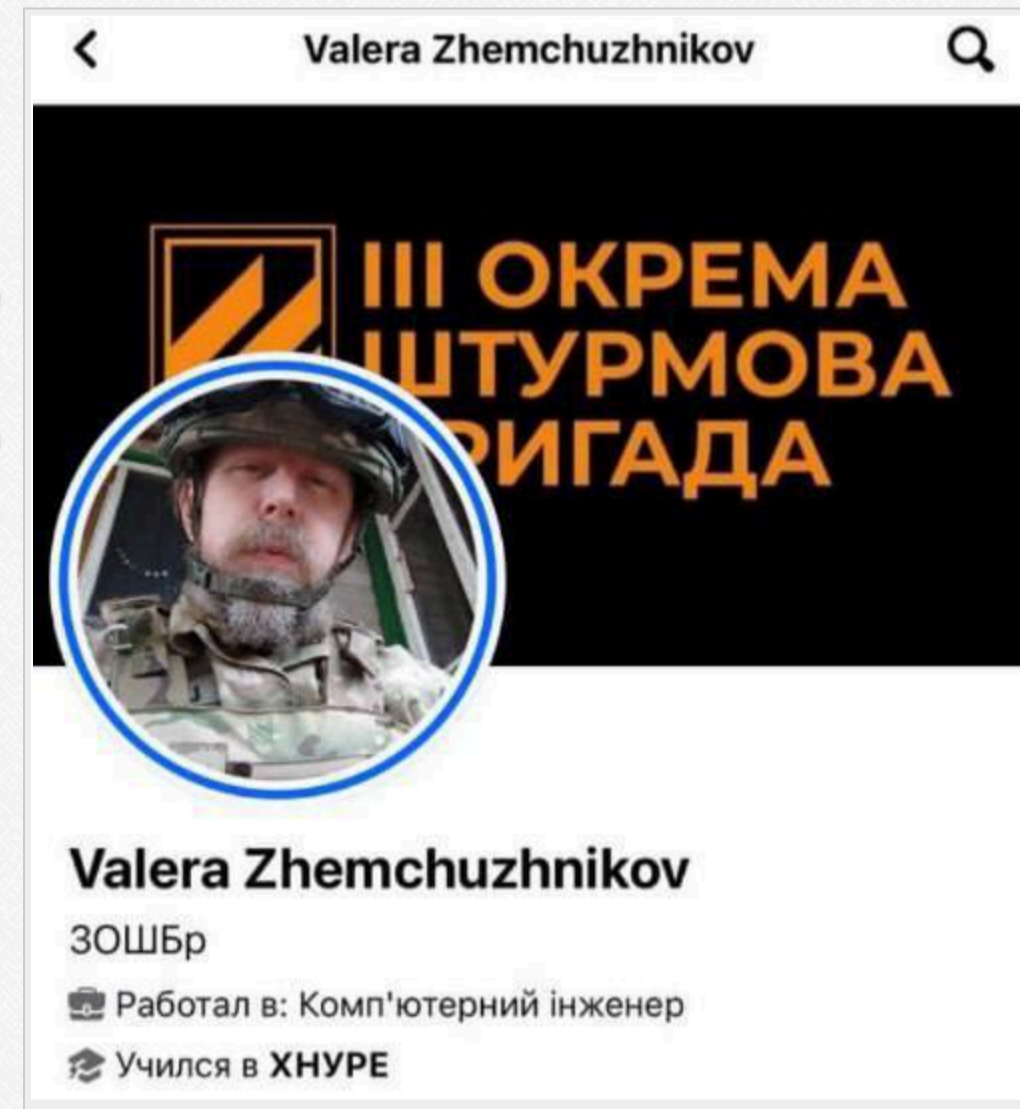 Valera Zhemchuzhnikov
III ОКРЕМА
ШТУРМОВА
РИГАДА
Valera Zhemchuzhnikov
3ОШБр
Работал в: Комп'ютерний інженер
Учился в ХНУРЕ